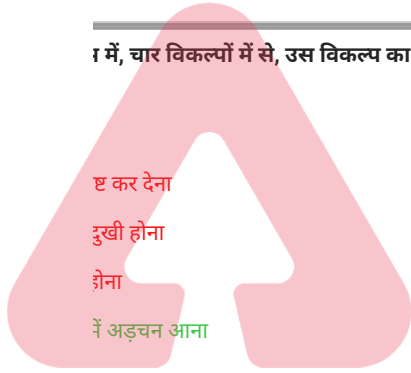 में, चार विकल्पों में से, उस विकल्प का
कर देना
दुखी होना
होना
में अड़चन आना